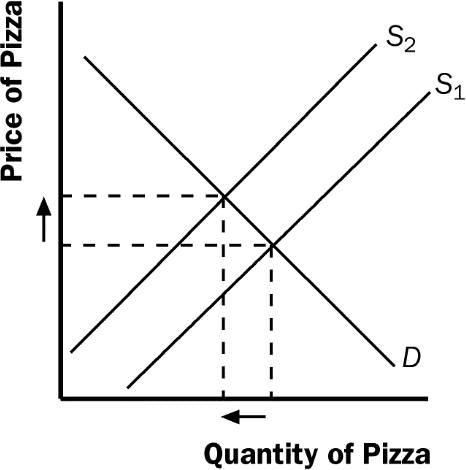 Price of Pizza
S2
S1
D
Quantity of Pizza